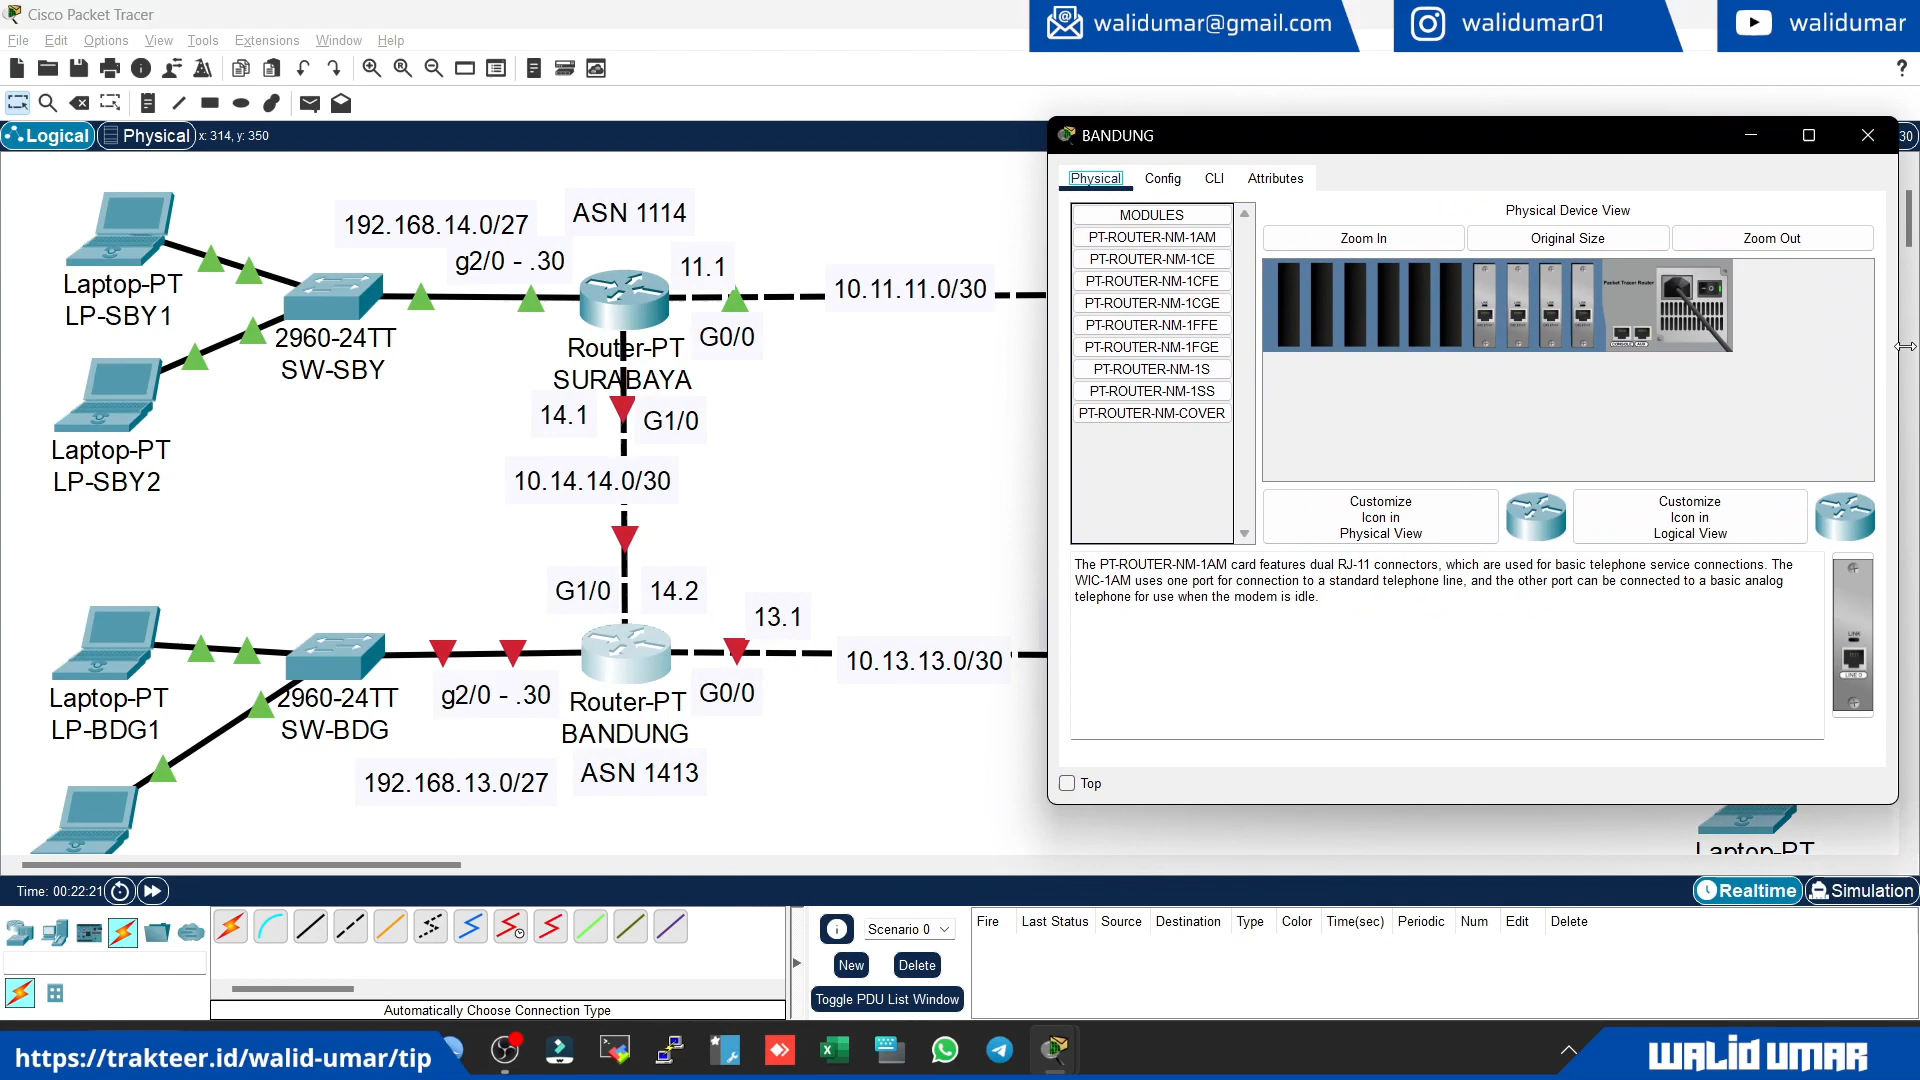 Cisco Packet Tracer
walidumar@gmail.com
walidumar01
walidumar
File Edit Options View Tools Extensions Window Help
?
Logical
Physical
x: 314, y: 350
30
ASN 1114
192.168.14.0/27
g2/0 - .30
11.1
10.11.11.0/30
G0/0
Laptop-PT
LP-SBY1
2960-24TT
SW-SBY
Router-PT
SURABAYA
14.1
G1/0
Laptop-PT
LP-SBY2
10.14.14.0/30
G1/0
14.2
13.1
10.13.13.0/30
Laptop-PT
LP-BDG1
2960-24TT
SW-BDG
g2/0 - .30
Router-PT
BANDUNG
G0/0
192.168.13.0/27
ASN 1413
Laptop-PT
BANDUNG
Physical Config CLI Attributes
MODULES
PT-ROUTER-NM-1AM
PT-ROUTER-NM-1CE
PT-ROUTER-NM-1CFE
PT-ROUTER-NM-1CGE
PT-ROUTER-NM-1FFE
PT-ROUTER-NM-1FGE
PT-ROUTER-NM-1S
PT-ROUTER-NM-1SS
PT-ROUTER-NM-COVER
Physical Device View
Zoom In
Original Size
Zoom Out
Packet Tracer Router
CONSOLE AUX
Customize
Icon in
Physical View
Customize
Icon in
Logical View
The PT-ROUTER-NM-1AM card features dual RJ-11 connectors, which are used for basic telephone service connections. The
WIC-1AM uses one port for connection to a standard telephone line, and the other port can be connected to a basic analog
telephone for use when the modem is idle.
LINK
Top
Time: 00:22:21
Realtime
Simulation
Automatically Choose Connection Type
Scenario 0
New
Delete
Toggle PDU List Window
Fire Last Status Source Destination Type Color Time(sec) Periodic Num Edit Delete
https://trakteer.id/walid-umar/tip
WALID UMAR